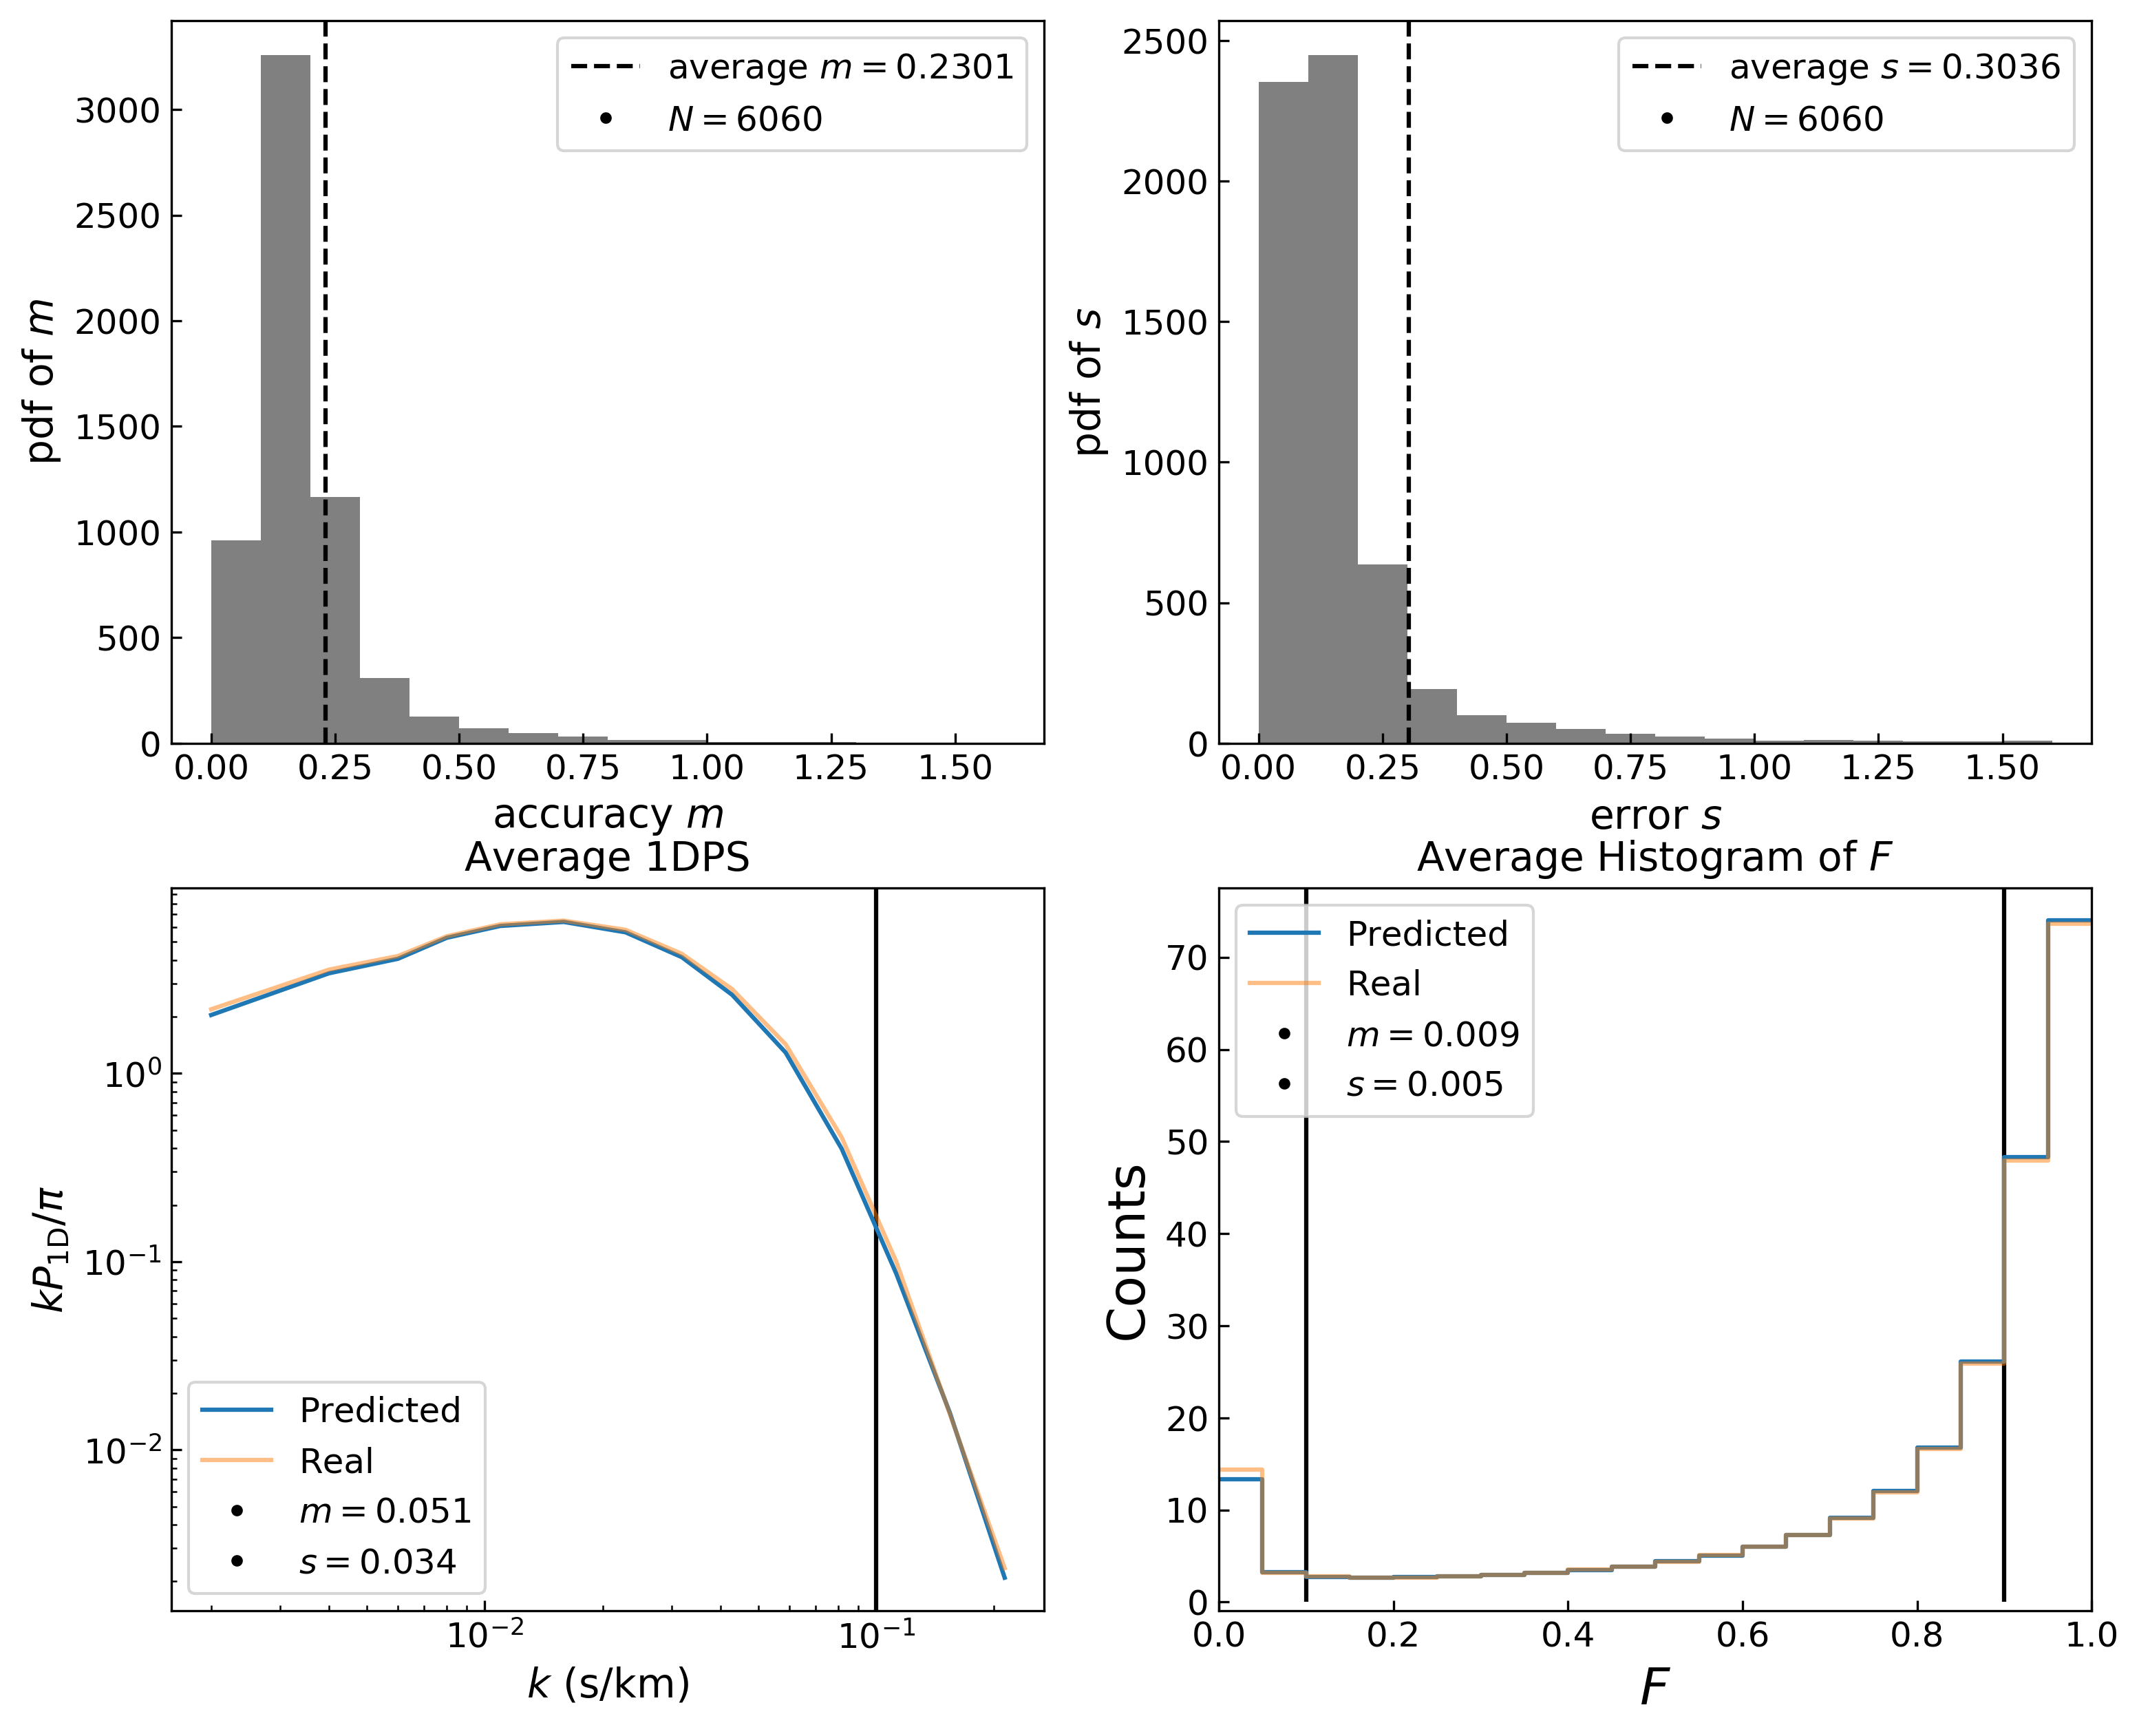 average m = 0.2301
N = 6060
pdf of m
3000
2500
2000
1500
1000
500
0
0.00 0.25 0.50 0.75 1.00 1.25 1.50
accuracy m
average s = 0.3036
N = 6060
pdf of s
2500
2000
1500
1000
500
0
0.00 0.25 0.50 0.75 1.00 1.25 1.50
error s
Average 1DPS
kP₁D/π
10⁰
10⁻¹
10⁻²
Predicted
Real
m = 0.051
s = 0.034
10⁻² 10⁻¹
k (s/km)
Average Histogram of F
Predicted
Real
m = 0.009
s = 0.005
Counts
70
60
50
40
30
20
10
0
0.0 0.2 0.4 0.6 0.8 1.0
F